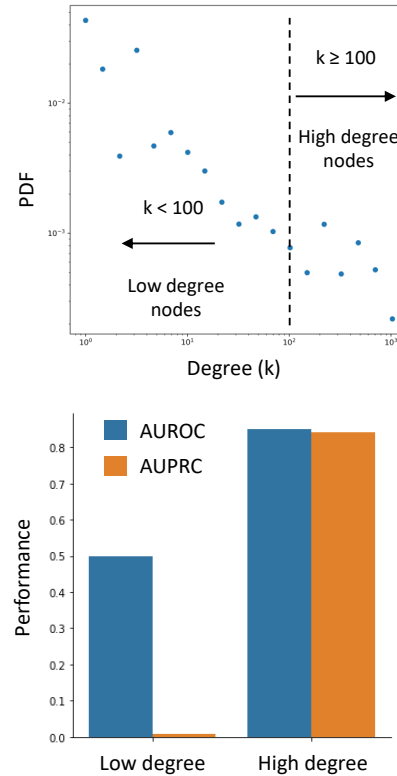 k ≥ 100
10⁻²
High degree
nodes
PDF
k < 100
10⁻³
Low degree
nodes
10⁰ 10¹ 10² 10³
Degree (k)
AUROC
AUPRC
0.8
0.7
0.6
0.5
0.4
0.3
0.2
0.1
0.0
Performance
Low degree High degree